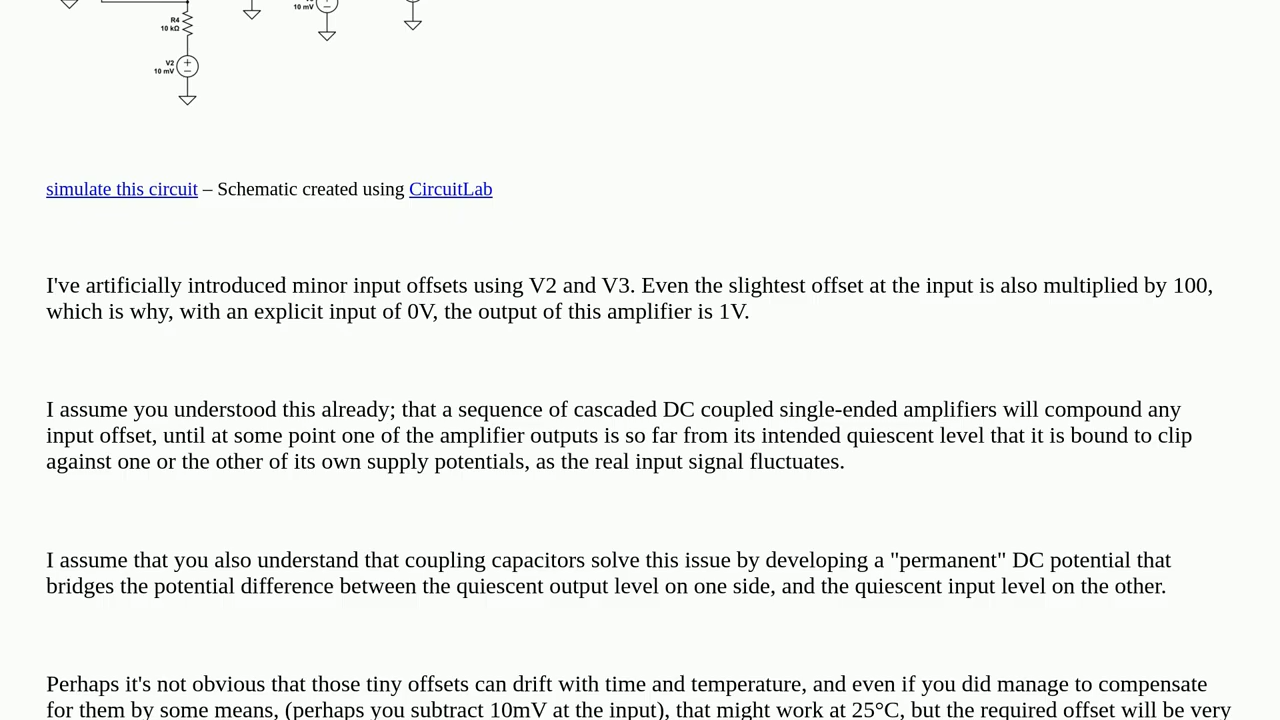 R4
10 kΩ
10 mV
V2
10 mV
simulate this circuit – Schematic created using CircuitLab
I've artificially introduced minor input offsets using V2 and V3. Even the slightest offset at the input is also multiplied by 100,
which is why, with an explicit input of 0V, the output of this amplifier is 1V.
I assume you understood this already; that a sequence of cascaded DC coupled single-ended amplifiers will compound any
input offset, until at some point one of the amplifier outputs is so far from its intended quiescent level that it is bound to clip
against one or the other of its own supply potentials, as the real input signal fluctuates.
I assume that you also understand that coupling capacitors solve this issue by developing a "permanent" DC potential that
bridges the potential difference between the quiescent output level on one side, and the quiescent input level on the other.
Perhaps it's not obvious that those tiny offsets can drift with time and temperature, and even if you did manage to compensate
for them by some means, (perhaps you subtract 10mV at the input), that might work at 25°C, but the required offset will be very